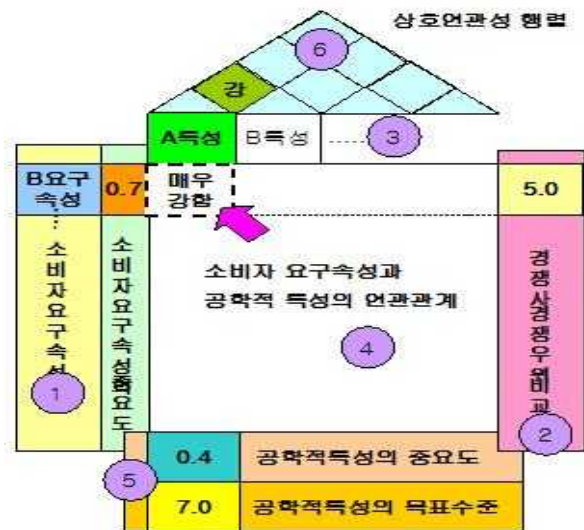 상호연관성 행렬
6
강
A특성 B특성 ...... 3
B요구
속성
0.7
매우
강함
5.0
소비자요구속성
소비자요구속성중요도
소비자 요구속성과
공학적 특성의 연관관계
경쟁사경쟁우위비교
1
4
2
5
0.4 공학적특성의 중요도
7.0 공학적특성의 목표수준